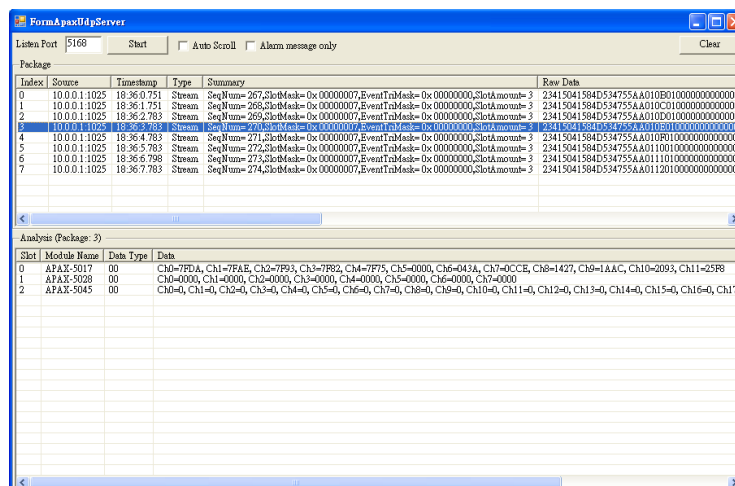 FormApaxUdpServer
Listen Port 5168 Start Auto Scroll Alarm message only Clear
Package
Index Source Timestamp Type Summary Raw Data
0 10.0.0.1:1025 18:36:0.751 Stream SeqNum= 267,SlotMask= 0x 00000007,EventTriMask= 0x 00000000,SlotAmount= 3 23415041584D534755AA010B01000000000000
1 10.0.0.1:1025 18:36:1.751 Stream SeqNum= 268,SlotMask= 0x 00000007,EventTriMask= 0x 00000000,SlotAmount= 3 23415041584D534755AA010C01000000000000
2 10.0.0.1:1025 18:36:2.783 Stream SeqNum= 269,SlotMask= 0x 00000007,EventTriMask= 0x 00000000,SlotAmount= 3 23415041584D534755AA010D01000000000000
3 10.0.0.1:1025 18:36:3.783 Stream SeqNum= 270,SlotMask= 0x 00000007,EventTriMask= 0x 00000000,SlotAmount= 3 23415041584D534755AA010E01000000000000
4 10.0.0.1:1025 18:36:4.783 Stream SeqNum= 271,SlotMask= 0x 00000007,EventTriMask= 0x 00000000,SlotAmount= 3 23415041584D534755AA010F01000000000000
5 10.0.0.1:1025 18:36:5.783 Stream SeqNum= 272,SlotMask= 0x 00000007,EventTriMask= 0x 00000000,SlotAmount= 3 23415041584D534755AA011001000000000000
6 10.0.0.1:1025 18:36:6.798 Stream SeqNum= 273,SlotMask= 0x 00000007,EventTriMask= 0x 00000000,SlotAmount= 3 23415041584D534755AA011101000000000000
7 10.0.0.1:1025 18:36:7.783 Stream SeqNum= 274,SlotMask= 0x 00000007,EventTriMask= 0x 00000000,SlotAmount= 3 23415041584D534755AA011201000000000000
Analysis (Package: 3)
Slot Module Name Data Type Data
0 APAX-5017 00 Ch0=7FDA, Ch1=7FAE, Ch2=7F93, Ch3=7F82, Ch4=7F75, Ch5=0000, Ch6=043A, Ch7=0CCE, Ch8=1427, Ch9=1AAC, Ch10=2093, Ch11=25F8
1 APAX-5028 00 Ch0=0000, Ch1=0000, Ch2=0000, Ch3=0000, Ch4=0000, Ch5=0000, Ch6=0000, Ch7=0000
2 APAX-5045 00 Ch0=0, Ch1=0, Ch2=0, Ch3=0, Ch4=0, Ch5=0, Ch6=0, Ch7=0, Ch8=0, Ch9=0, Ch10=0, Ch11=0, Ch12=0, Ch13=0, Ch14=0, Ch15=0, Ch16=0, Ch17